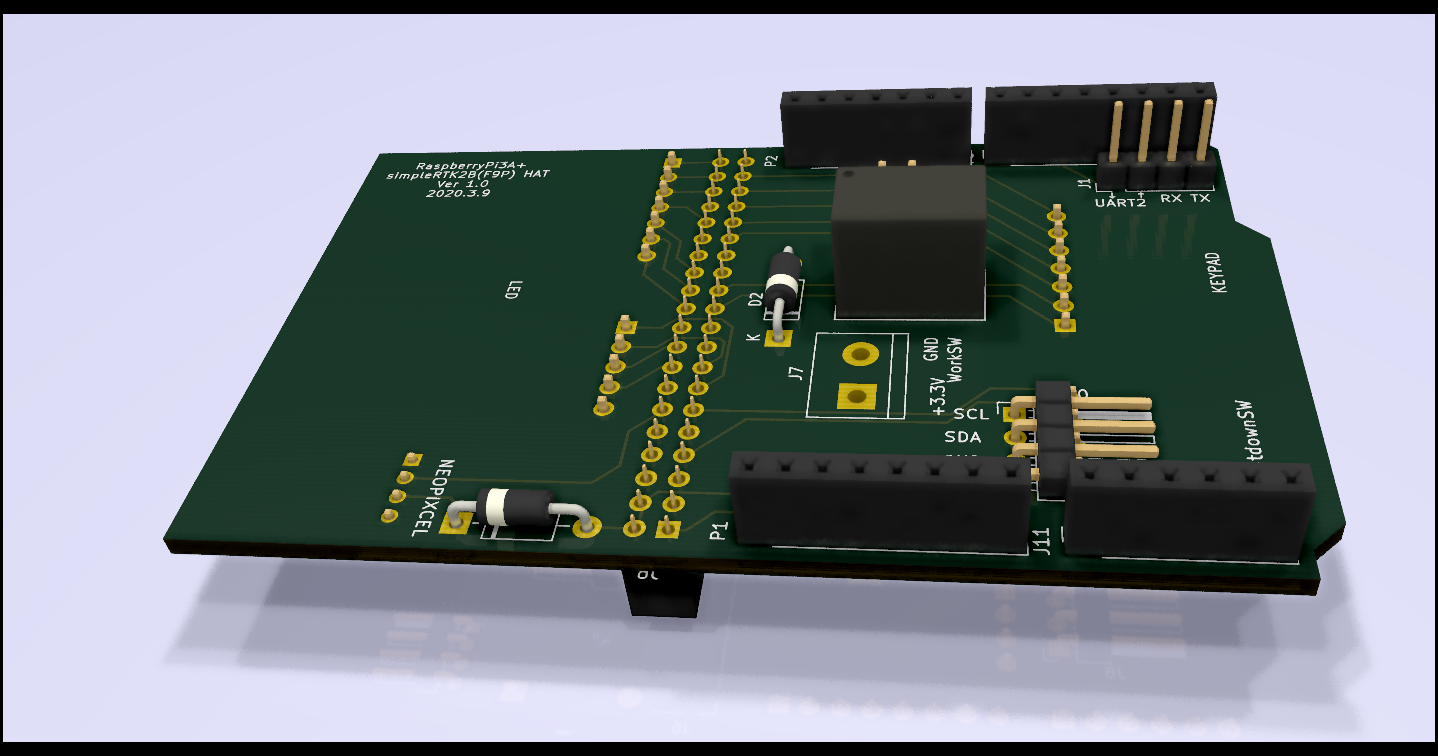 RaspberryPi3A+
simpleRTK2B(F9P) HAT
Ver 1.0
2020.3.9
P2
J1
UART2
RX TX
KEYPAD
LED
D2
K
J7
GND
+3.3V
WorkSW
SCL
SDA
tdownSW
NEOPIXCEL
P1
J11